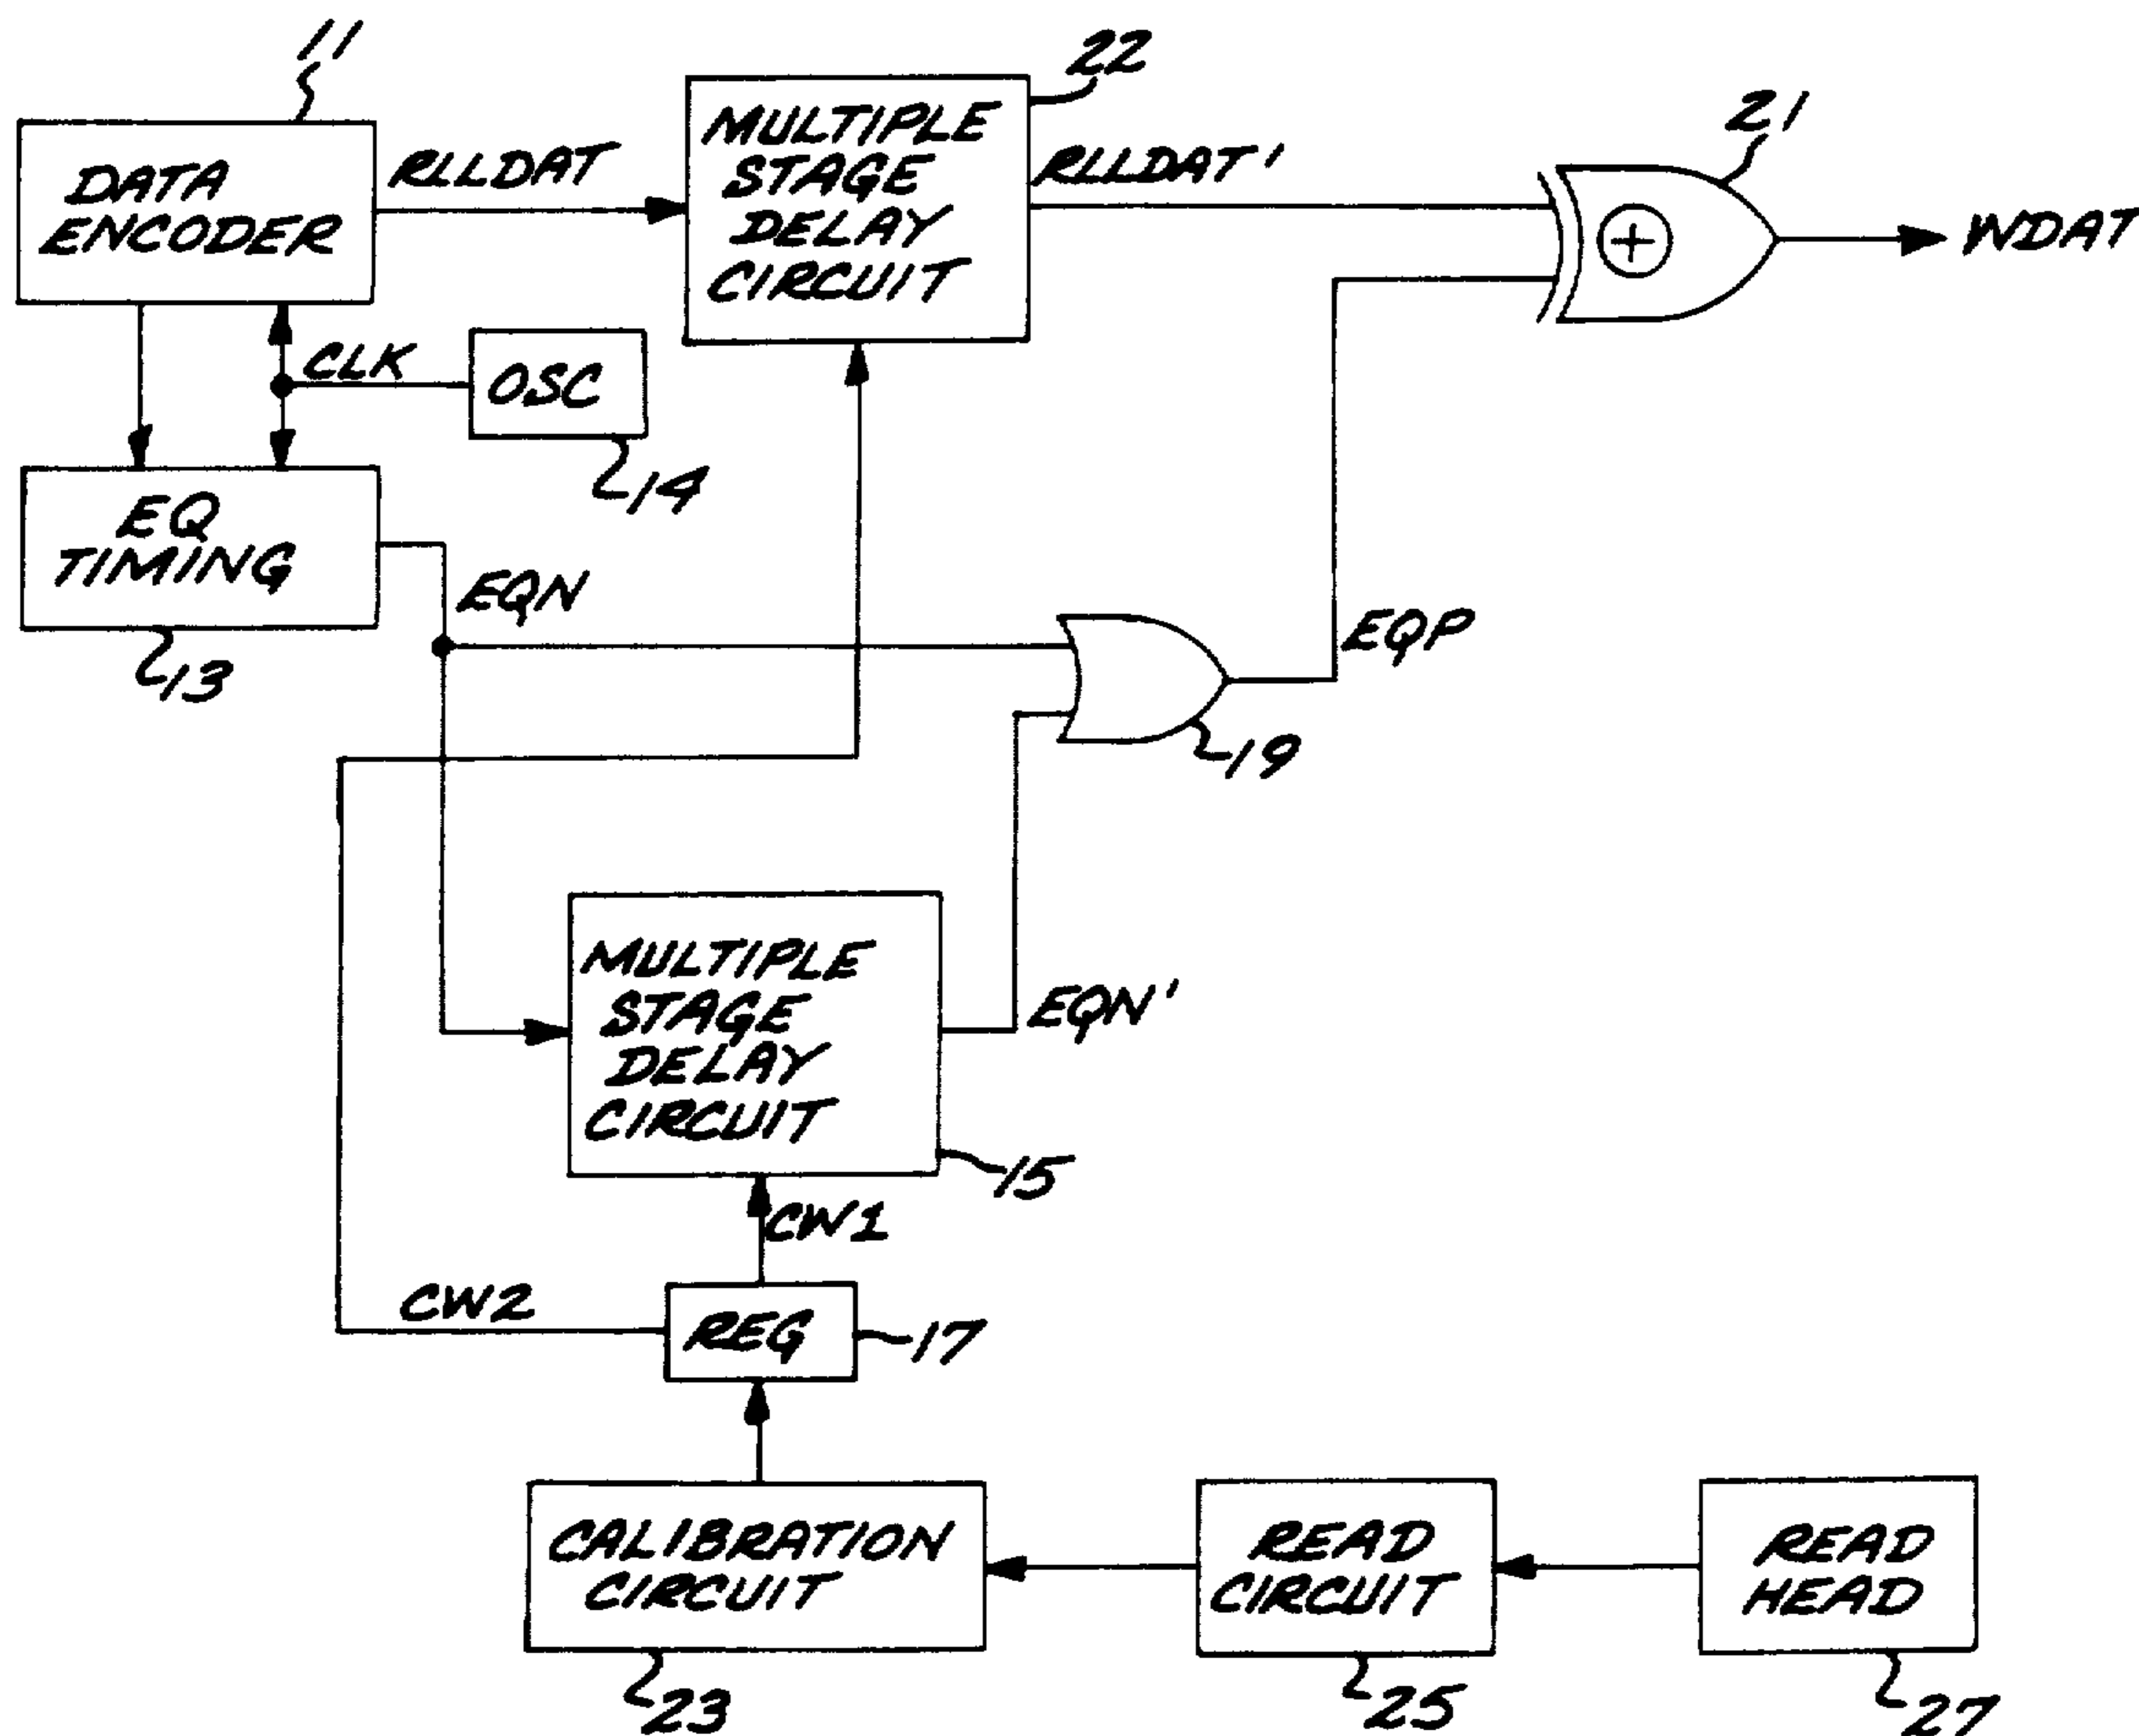 11
22
21
DATA
ENCODER
RLLDAT
MULTIPLE
STAGE
DELAY
CIRCUIT
RLLDAT'
+
WDAT
CLK
OSC
14
EQ
TIMING
13
EQN
EQP
19
MULTIPLE
STAGE
DELAY
CIRCUIT
EQN'
15
CW1
CW2
REG
17
CALIBRATION
CIRCUIT
READ
CIRCUIT
READ
HEAD
23
25
27